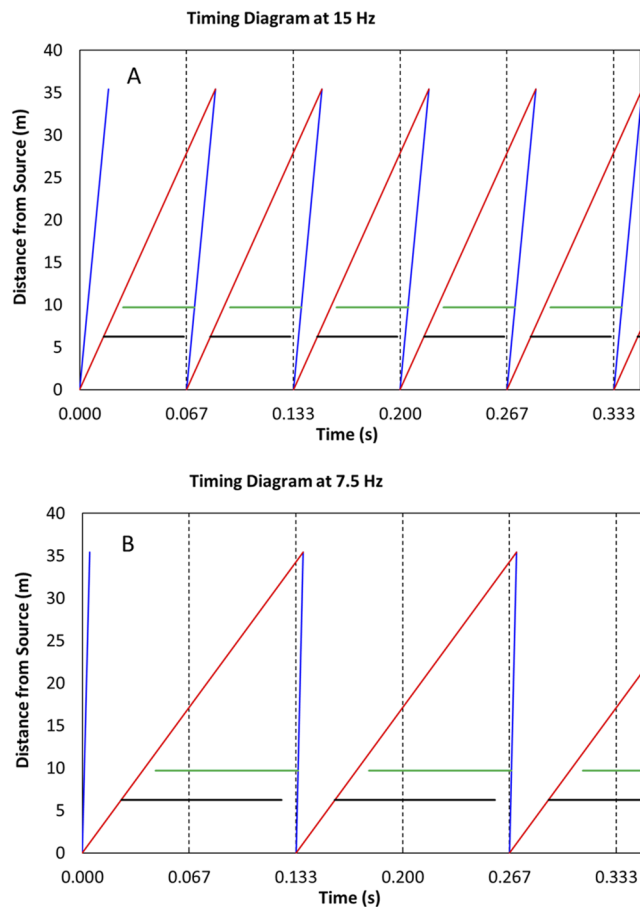 Timing Diagram at 15 Hz
A
Distance from Source (m)
40
35
30
25
20
15
10
5
0
0.000 0.067 0.133 0.200 0.267 0.333
Time (s)
Timing Diagram at 7.5 Hz
B
Distance from Source (m)
40
35
30
25
20
15
10
5
0
0.000 0.067 0.133 0.200 0.267 0.333
Time (s)